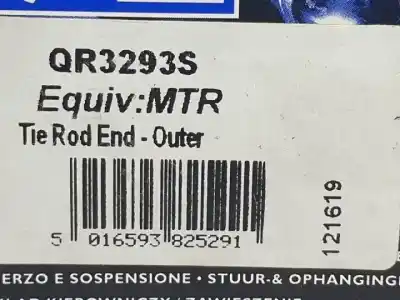 QR3293S
Equiv:MTR
Tie Rod End - Outer
5 016593 825291
121619
ERZO E SOSPENSIONE · STUUR-& OPHANGING